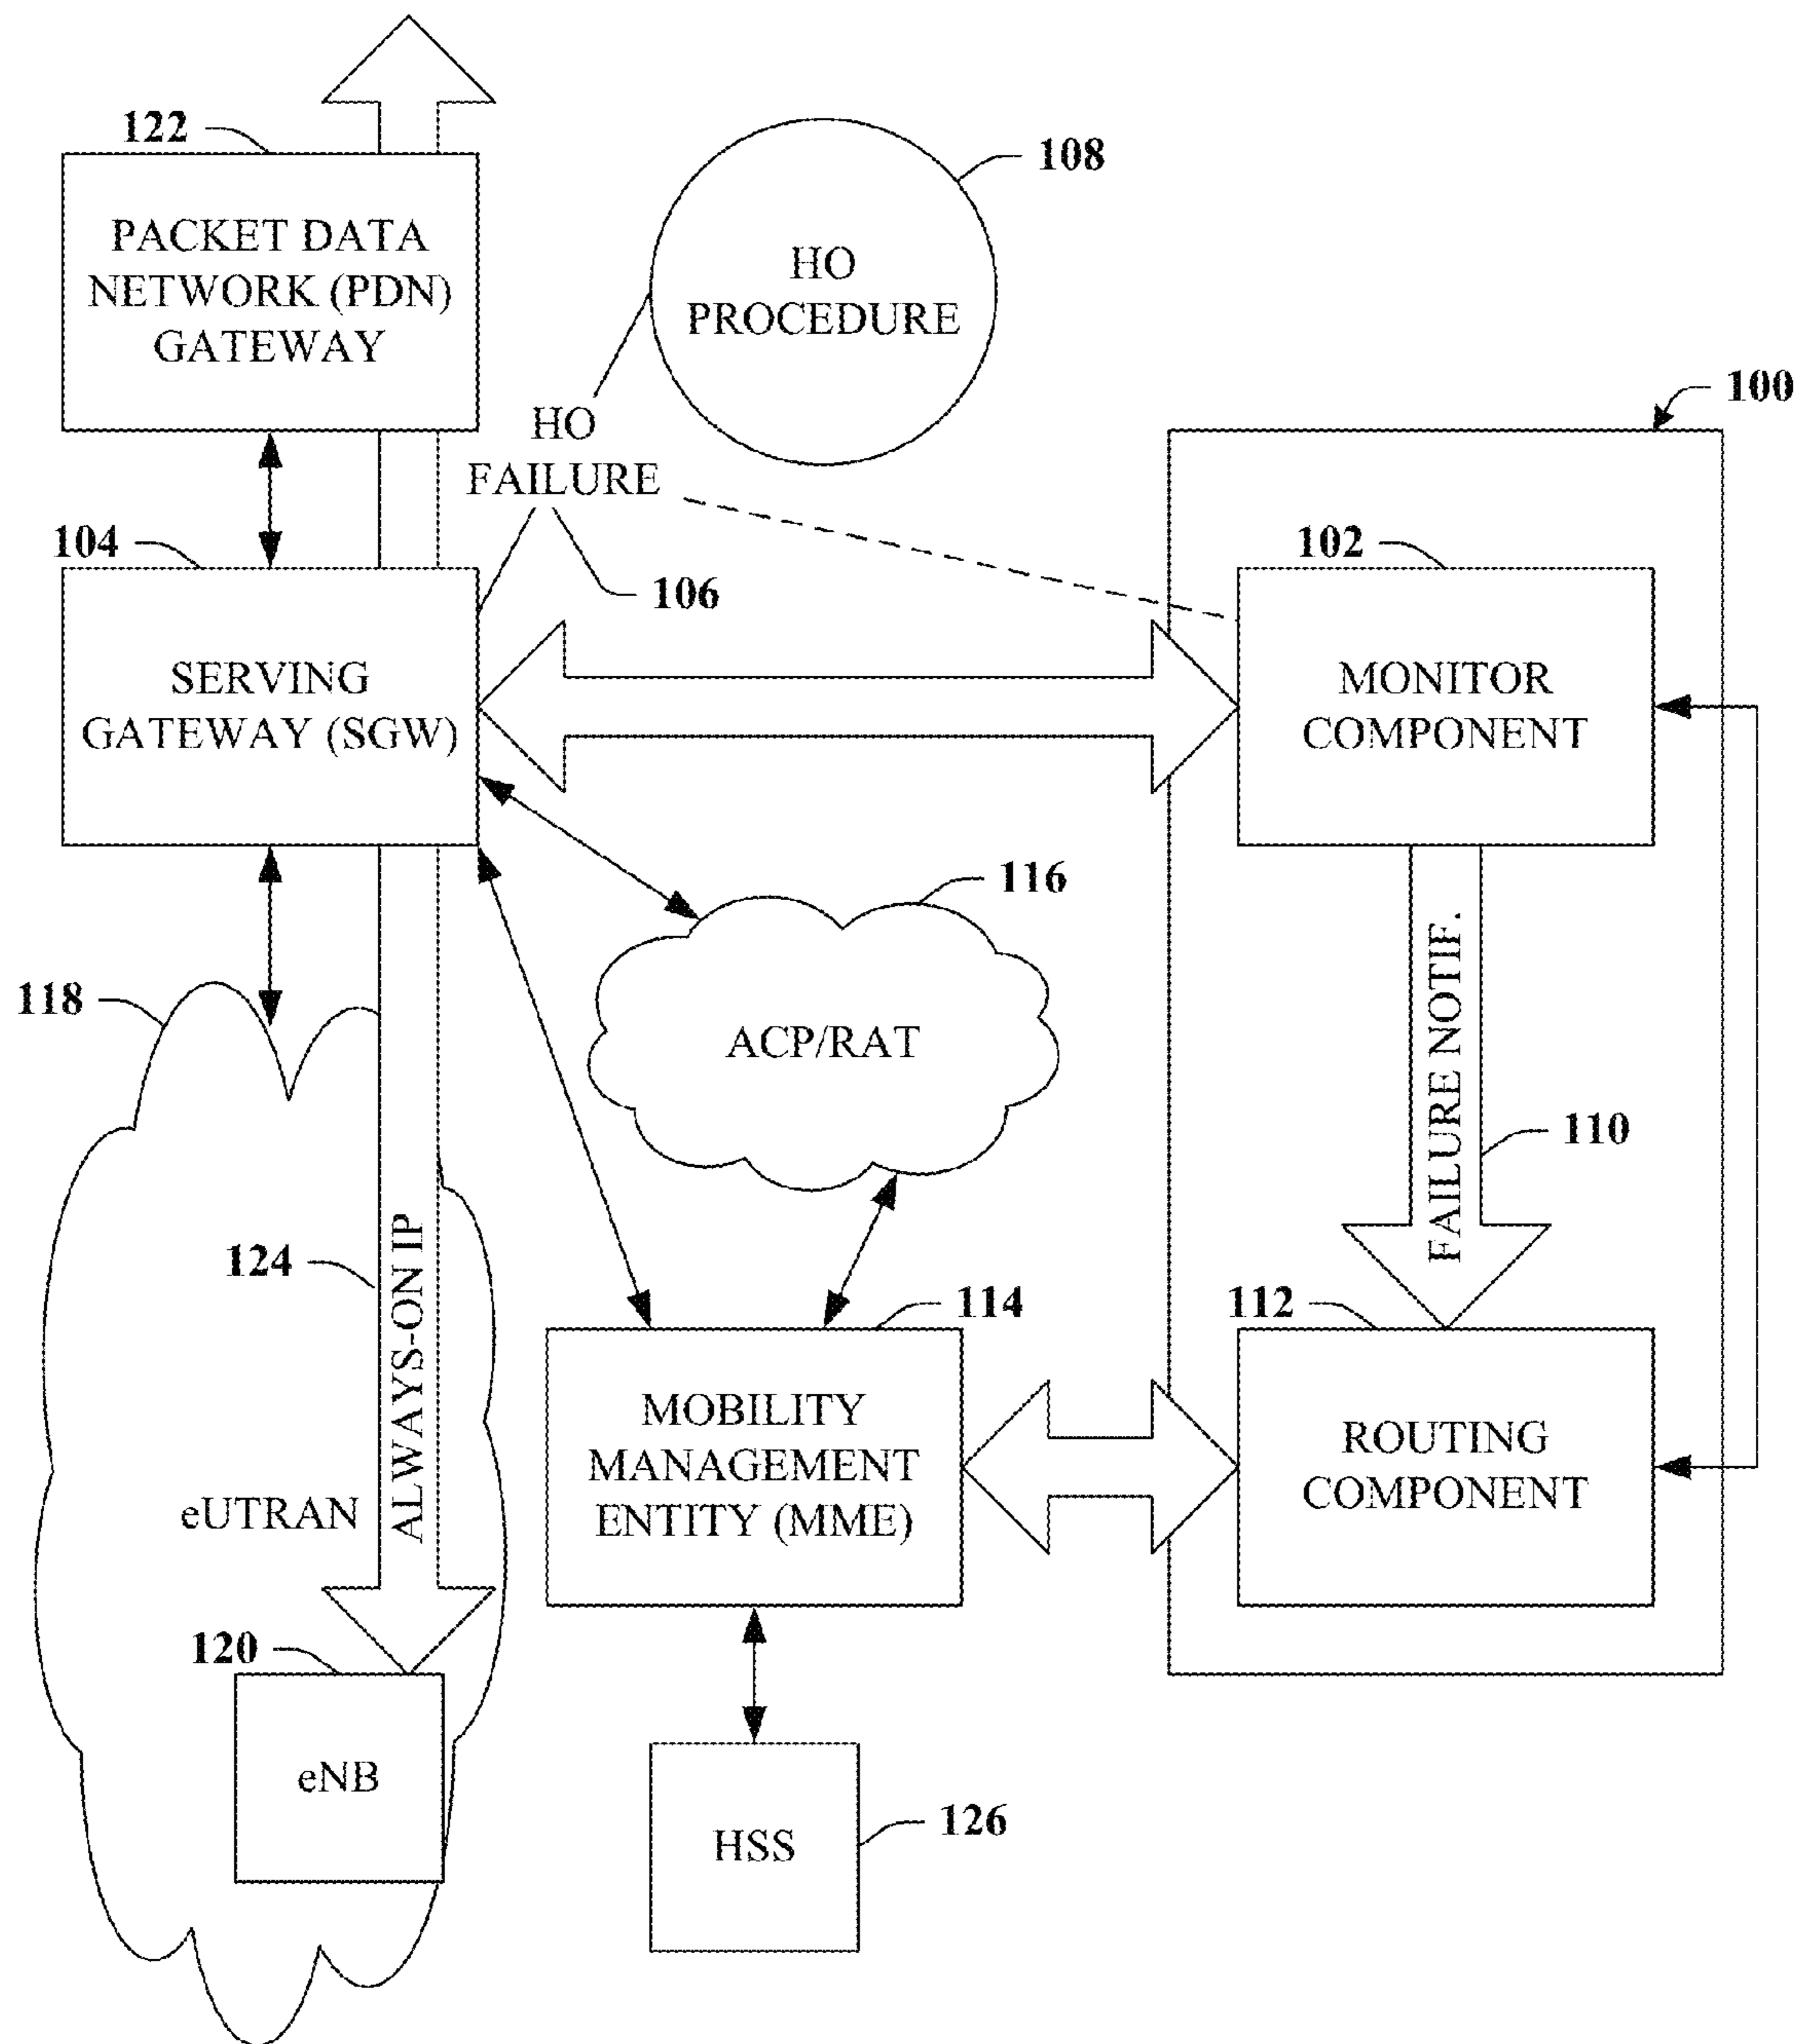 122
PACKET DATA
NETWORK (PDN)
GATEWAY
108
HO
PROCEDURE
100
HO
FAILURE
104
106
102
SERVING
GATEWAY (SGW)
MONITOR
COMPONENT
116
118
ACP/RAT
FAILURE NOTIF.
110
124
ALWAYS-ON IP
114
112
MOBILITY
MANAGEMENT
ENTITY (MME)
ROUTING
COMPONENT
eUTRAN
120
eNB
HSS
126